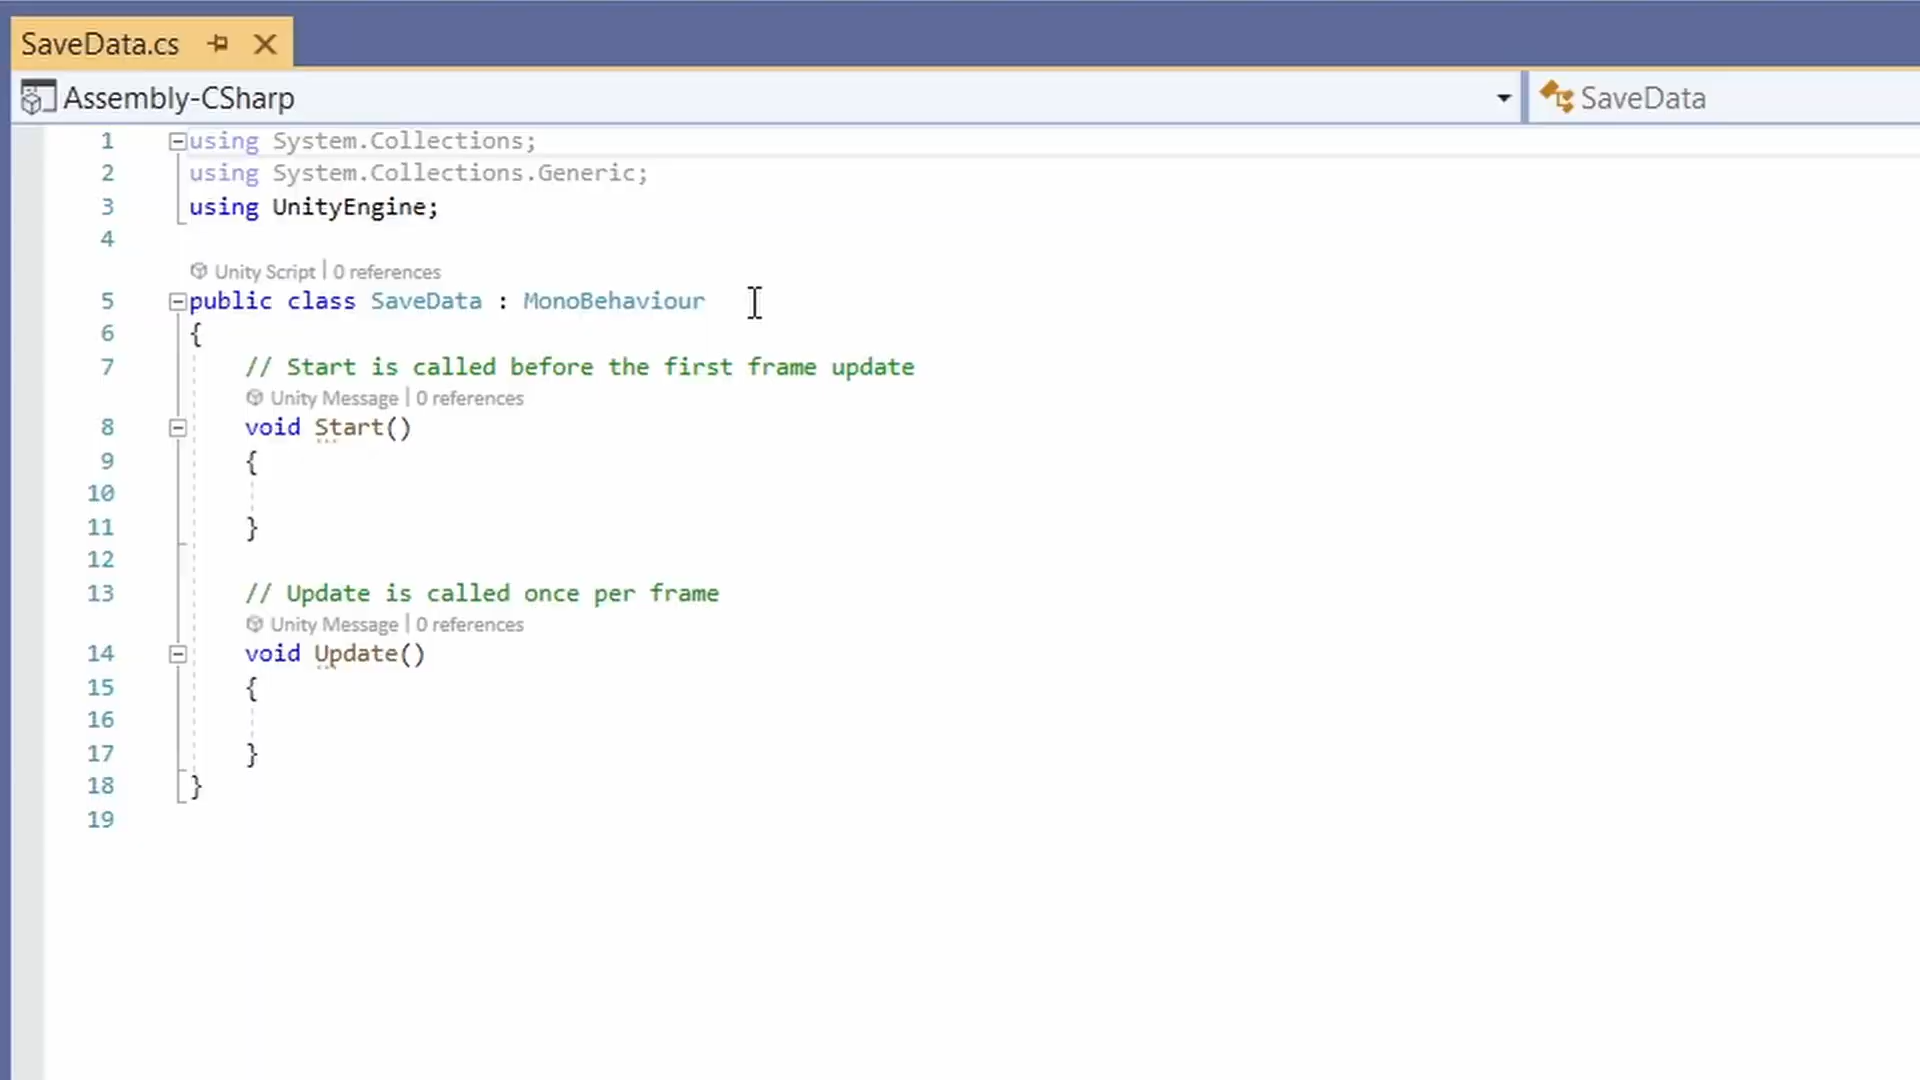 SaveData.cs
Assembly-CSharp
SaveData
1 using System.Collections;
2 using System.Collections.Generic;
3 using UnityEngine;
4
Unity Script | 0 references
5 public class SaveData : MonoBehaviour
6 {
7 // Start is called before the first frame update
Unity Message | 0 references
8 void Start()
9 {
10
11 }
12
13 // Update is called once per frame
Unity Message | 0 references
14 void Update()
15 {
16
17 }
18 }
19